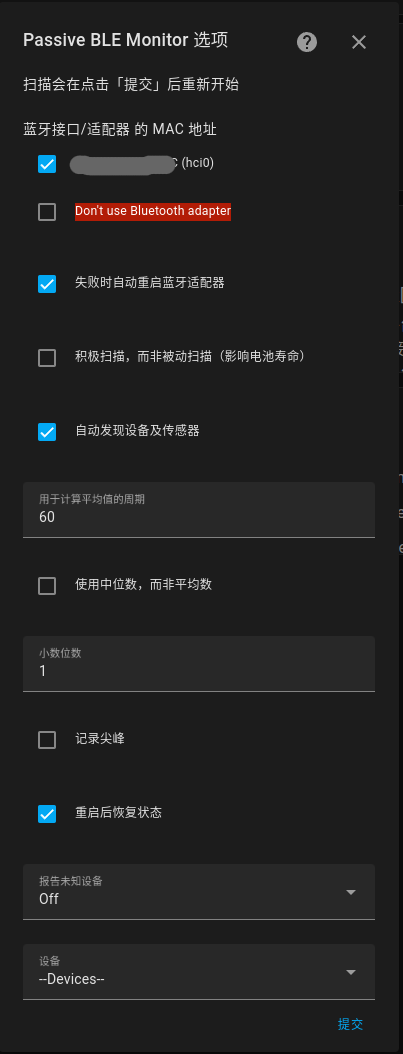 Passive BLE Monitor 选项
扫描会在点击「提交」后重新开始
蓝牙接口/适配器 的 MAC 地址
(hci0)
Don't use Bluetooth adapter
失败时自动重启蓝牙适配器
积极扫描，而非被动扫描（影响电池寿命）
自动发现设备及传感器
用于计算平均值的周期
60
使用中位数，而非平均数
小数位数
1
记录尖峰
重启后恢复状态
报告未知设备
Off
设备
--Devices--
提交